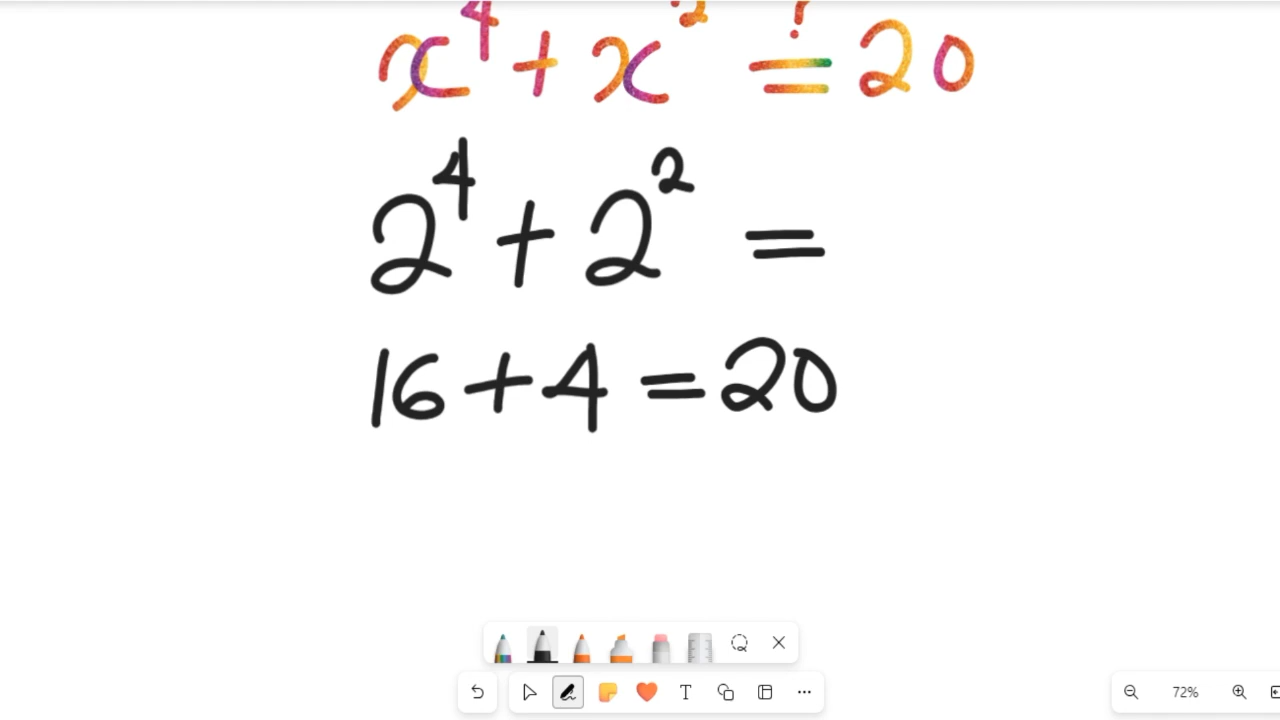 x⁴ + x² ≟ 20
2⁴ + 2² =
16 + 4 = 20
T
72%